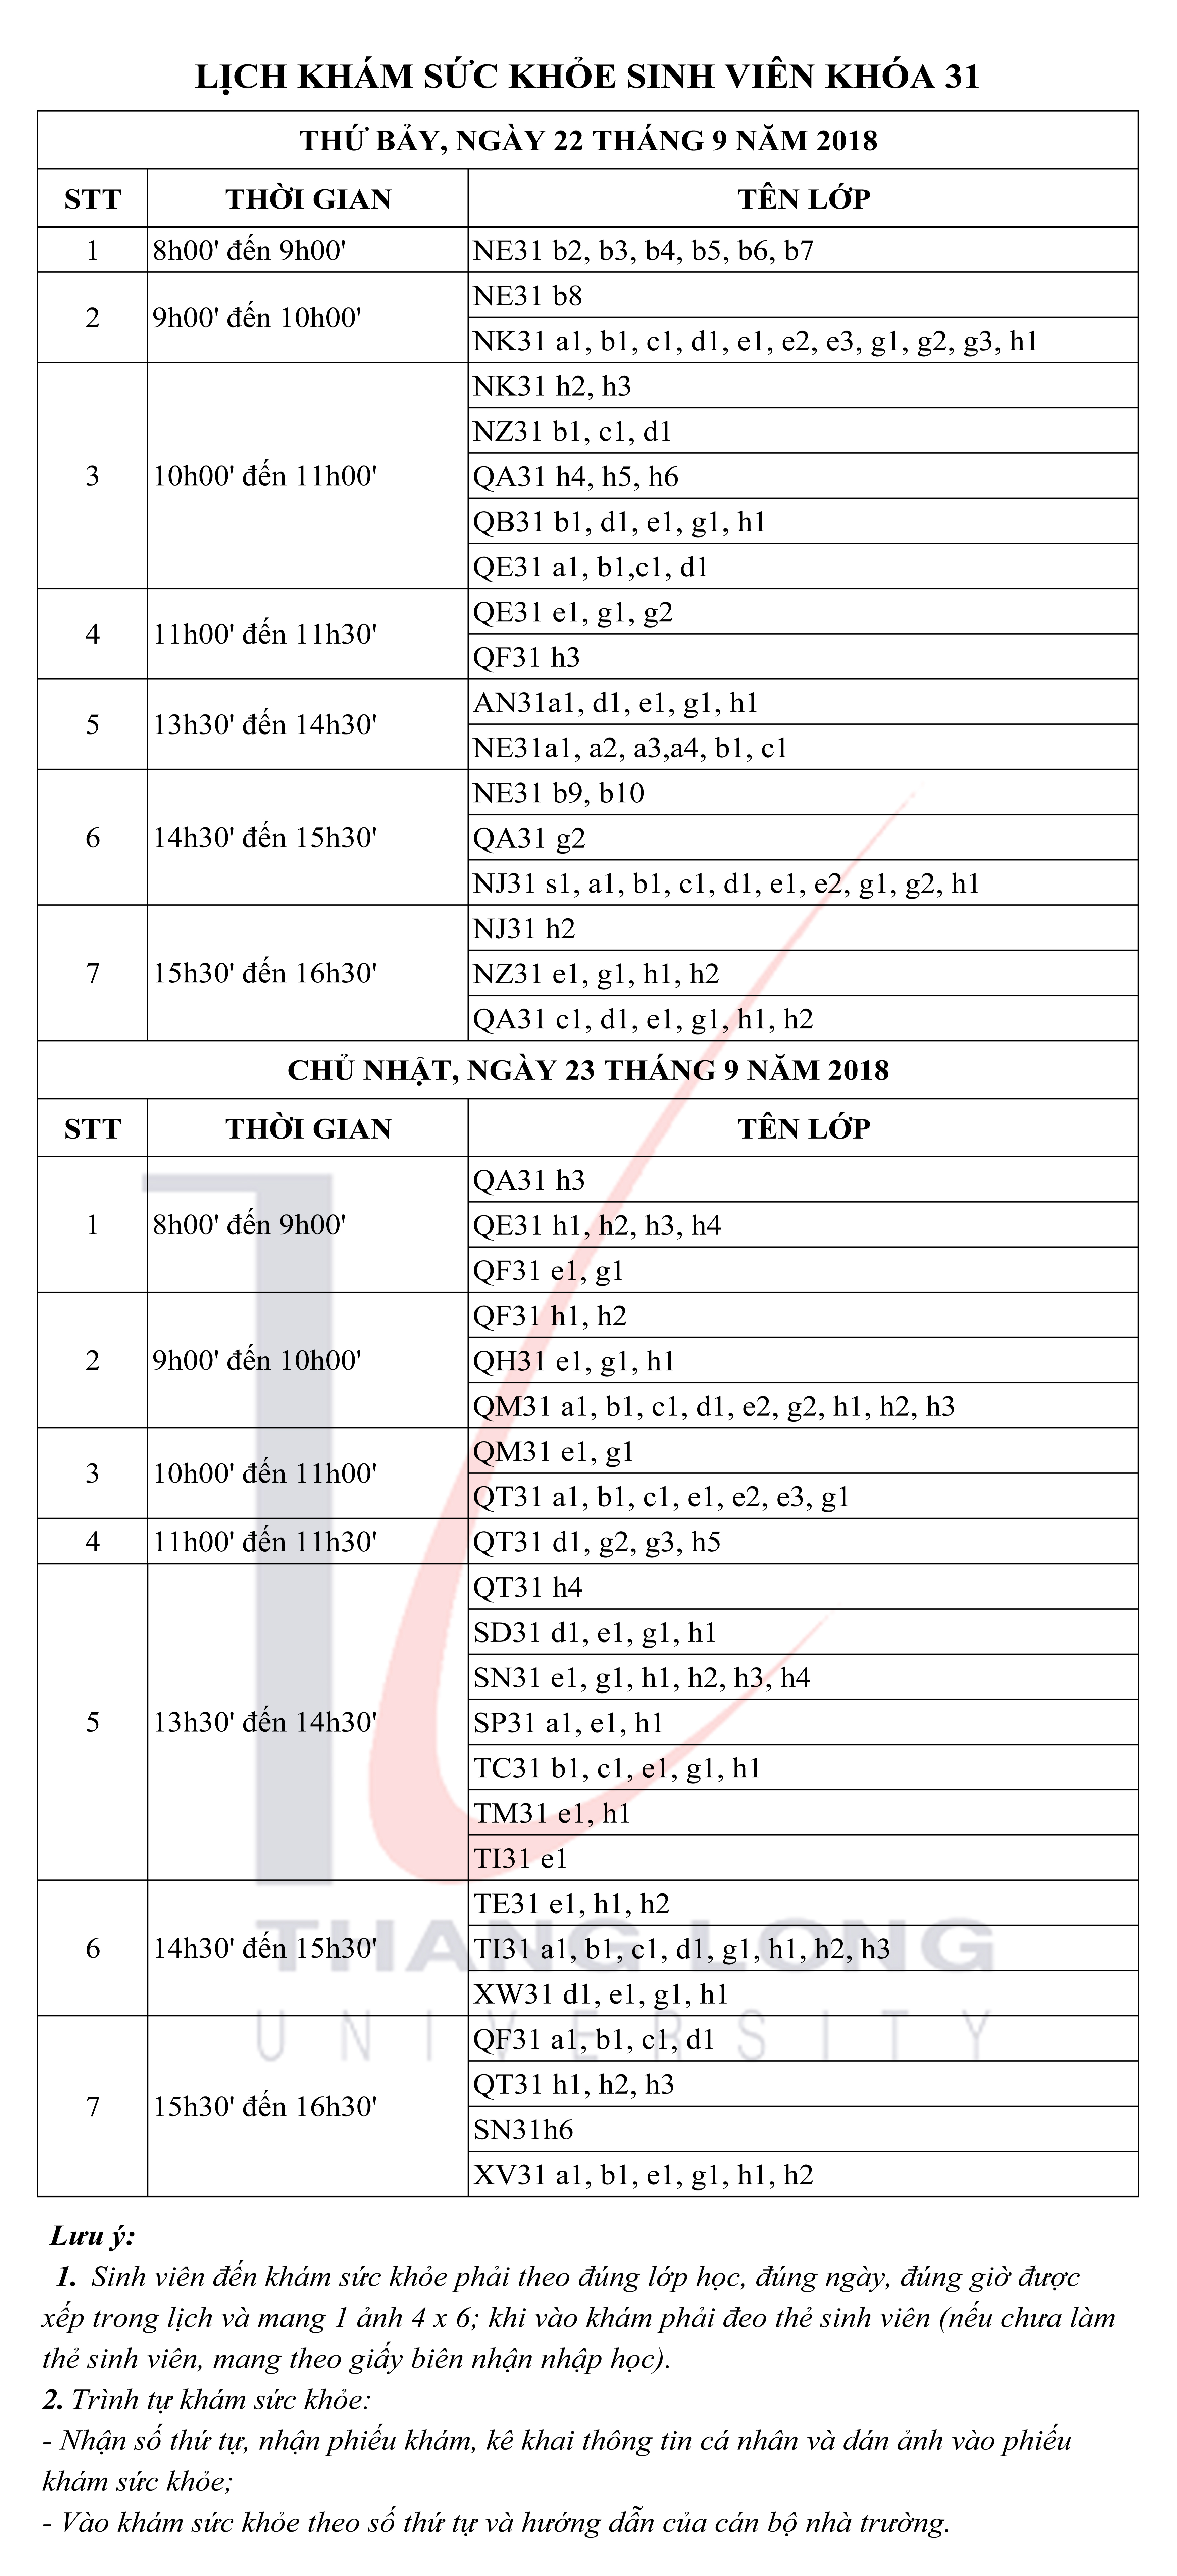 LỊCH KHÁM SỨC KHỎE SINH VIÊN KHÓA 31
THỨ BẢY, NGÀY 22 THÁNG 9 NĂM 2018
STT THỜI GIAN TÊN LỚP
1 8h00' đến 9h00' NE31 b2, b3, b4, b5, b6, b7
2 9h00' đến 10h00' NE31 b8
NK31 a1, b1, c1, d1, e1, e2, e3, g1, g2, g3, h1
3 10h00' đến 11h00' NK31 h2, h3
NZ31 b1, c1, d1
QA31 h4, h5, h6
QB31 b1, d1, e1, g1, h1
QE31 a1, b1,c1, d1
4 11h00' đến 11h30' QE31 e1, g1, g2
QF31 h3
5 13h30' đến 14h30' AN31a1, d1, e1, g1, h1
NE31a1, a2, a3,a4, b1, c1
6 14h30' đến 15h30' NE31 b9, b10
QA31 g2
NJ31 s1, a1, b1, c1, d1, e1, e2, g1, g2, h1
7 15h30' đến 16h30' NJ31 h2
NZ31 e1, g1, h1, h2
QA31 c1, d1, e1, g1, h1, h2
CHỦ NHẬT, NGÀY 23 THÁNG 9 NĂM 2018
STT THỜI GIAN TÊN LỚP
1 8h00' đến 9h00' QA31 h3
QE31 h1, h2, h3, h4
QF31 e1, g1
2 9h00' đến 10h00' QF31 h1, h2
QH31 e1, g1, h1
QM31 a1, b1, c1, d1, e2, g2, h1, h2, h3
3 10h00' đến 11h00' QM31 e1, g1
QT31 a1, b1, c1, e1, e2, e3, g1
4 11h00' đến 11h30' QT31 d1, g2, g3, h5
5 13h30' đến 14h30' QT31 h4
SD31 d1, e1, g1, h1
SN31 e1, g1, h1, h2, h3, h4
SP31 a1, e1, h1
TC31 b1, c1, e1, g1, h1
TM31 e1, h1
TI31 e1
6 14h30' đến 15h30' TE31 e1, h1, h2
TI31 a1, b1, c1, d1, g1, h1, h2, h3
XW31 d1, e1, g1, h1
7 15h30' đến 16h30' QF31 a1, b1, c1, d1
QT31 h1, h2, h3
SN31h6
XV31 a1, b1, e1, g1, h1, h2
THANG LONG
UNIVERSITY
Lưu ý:
1. Sinh viên đến khám sức khỏe phải theo đúng lớp học, đúng ngày, đúng giờ được
xếp trong lịch và mang 1 ảnh 4 x 6; khi vào khám phải đeo thẻ sinh viên (nếu chưa làm
thẻ sinh viên, mang theo giấy biên nhận nhập học).
2. Trình tự khám sức khỏe:
- Nhận số thứ tự, nhận phiếu khám, kê khai thông tin cá nhân và dán ảnh vào phiếu
khám sức khỏe;
- Vào khám sức khỏe theo số thứ tự và hướng dẫn của cán bộ nhà trường.